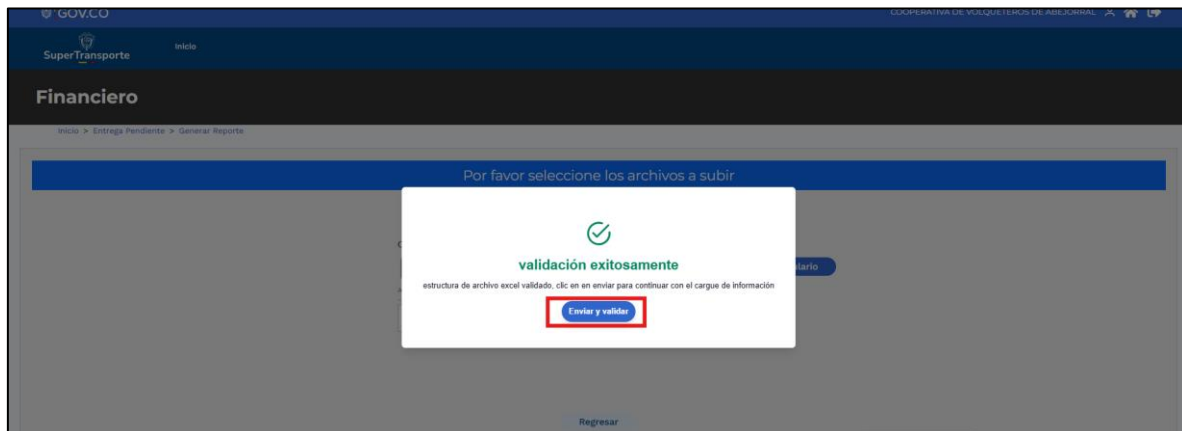 GOV.CO
COOPERATIVA DE VOLQUETEROS DE ABEJORRAL
SuperTransporte
Inicio
Financiero
Inicio > Entrega Pendiente > Generar Reporte
Por favor seleccione los archivos a subir
validación exitosamente
estructura de archivo excel validado, clic en en enviar para continuar con el cargue de información
Enviar y validar
Regresar